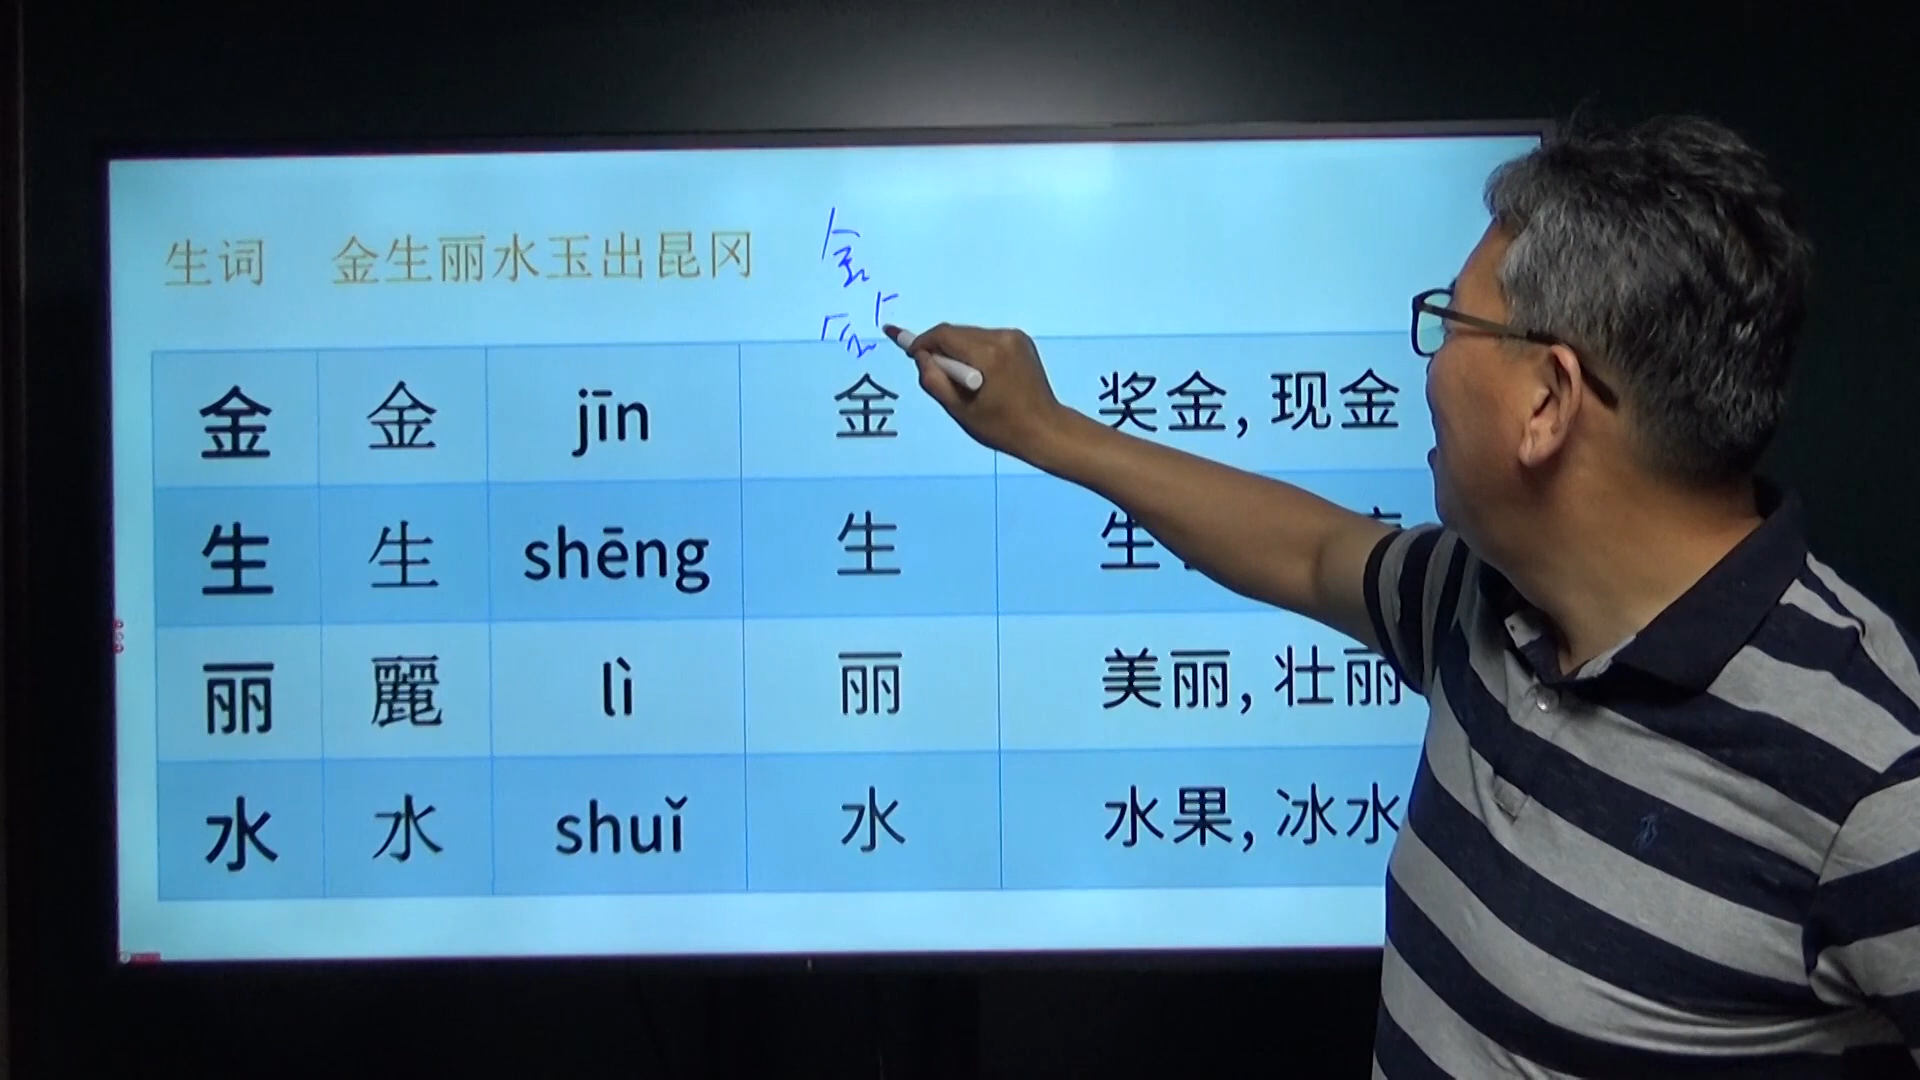 生词 金生丽水玉出昆冈
金
金 金 jīn 金 奖金, 现金
生 生 shēng 生 生
丽 麗 lì 丽 美丽, 壮丽
水 水 shuǐ 水 水果, 冰水